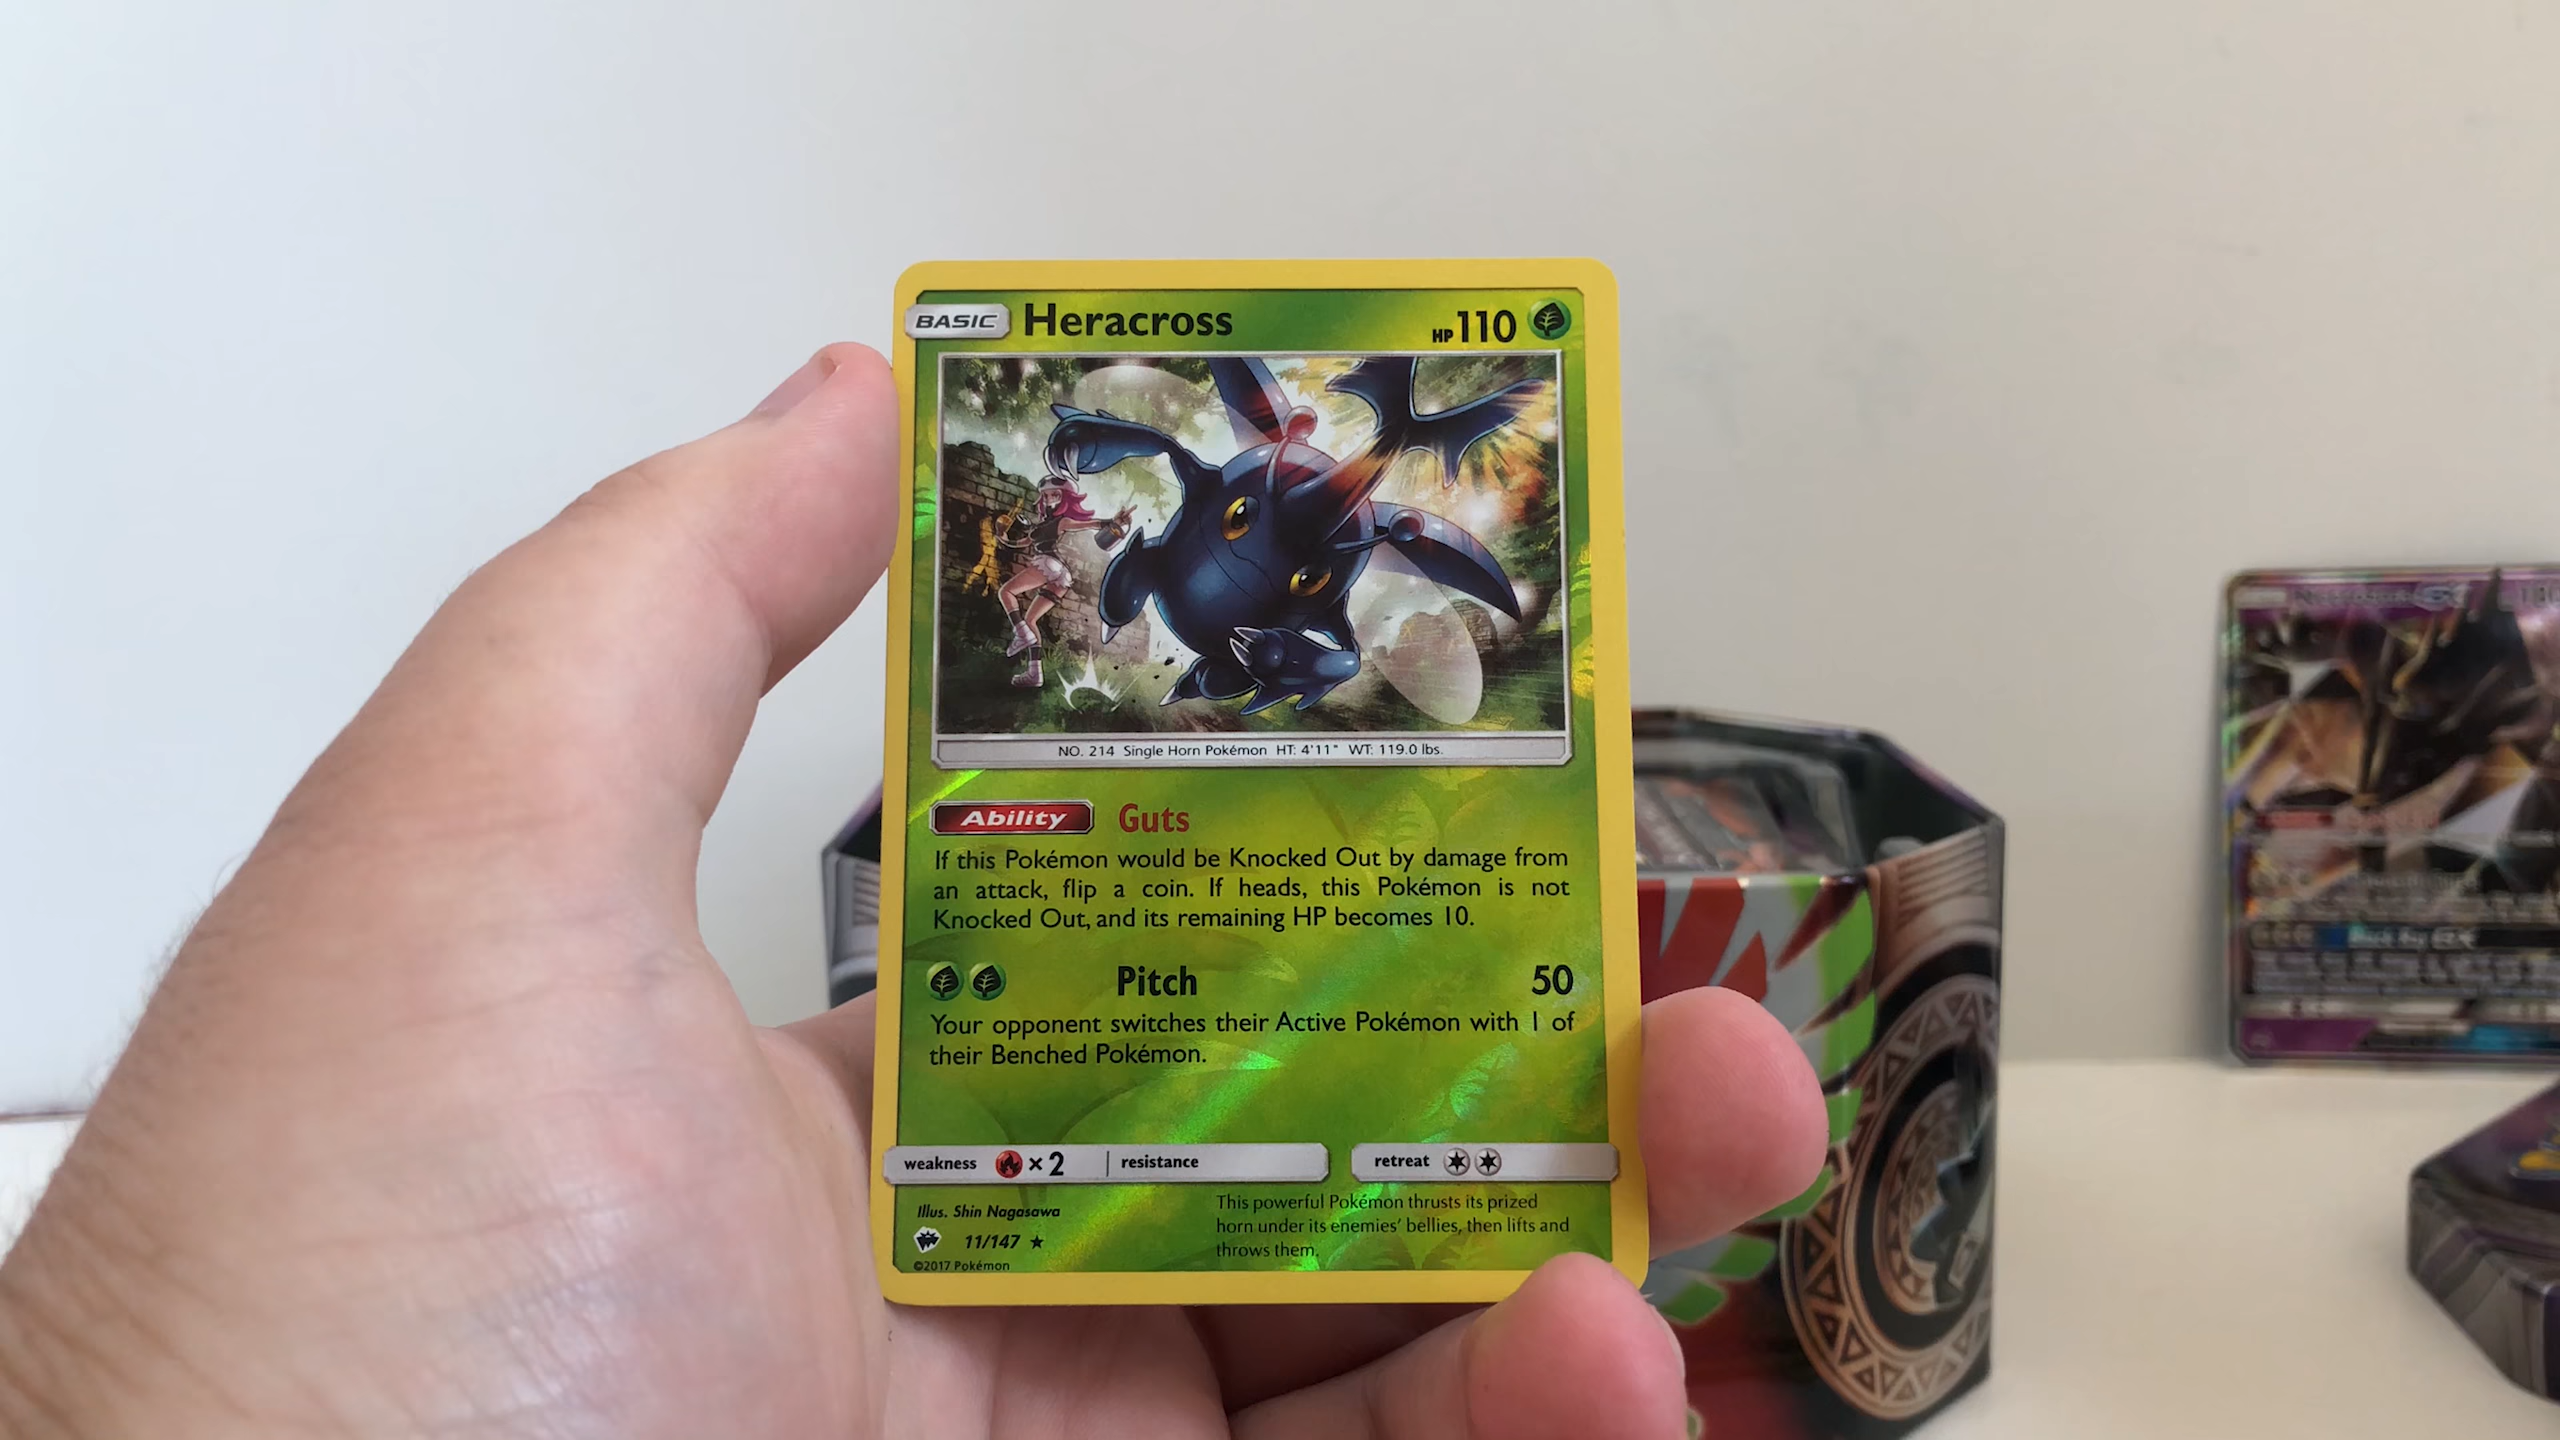 BASIC Heracross HP 110
NO. 214 Single Horn Pokémon HT: 4'11" WT: 119.0 lbs.
Ability Guts
If this Pokémon would be Knocked Out by damage from
an attack, flip a coin. If heads, this Pokémon is not
Knocked Out, and its remaining HP becomes 10.
Pitch 50
Your opponent switches their Active Pokémon with 1 of
their Benched Pokémon.
weakness ×2 resistance retreat
Illus. Shin Nagasawa
11/147 ★
©2017 Pokémon
This powerful Pokémon thrusts its prized
horn under its enemies' bellies, then lifts and
throws them.